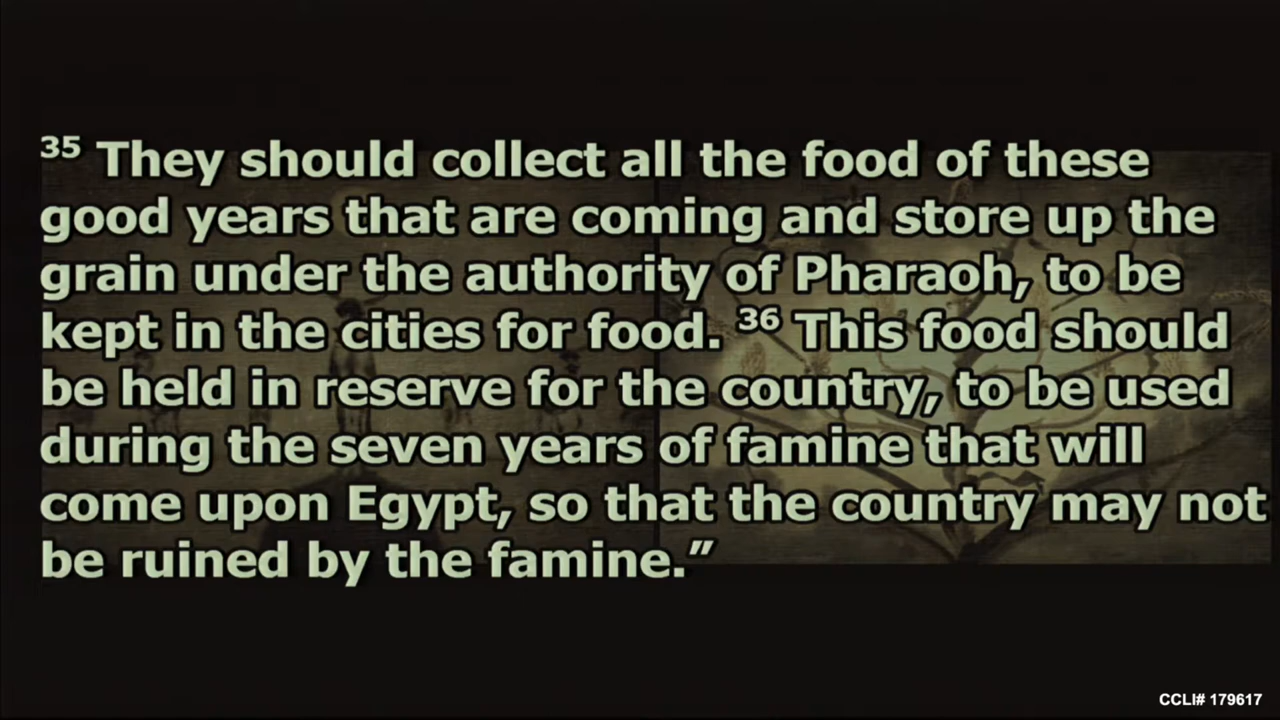 35 They should collect all the food of these
good years that are coming and store up the
grain under the authority of Pharaoh, to be
kept in the cities for food. 36 This food should
be held in reserve for the country, to be used
during the seven years of famine that will
come upon Egypt, so that the country may not
be ruined by the famine.”
CCLI# 179617